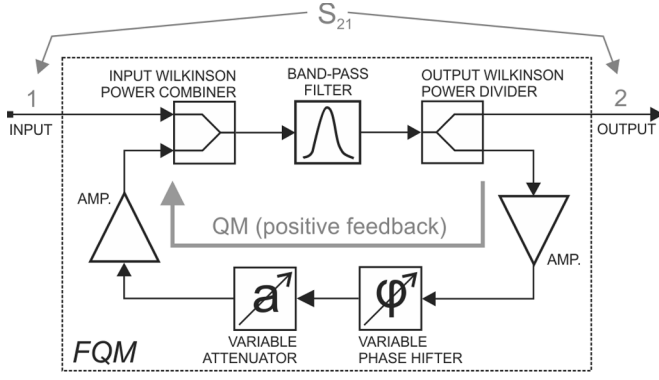 S21
1
INPUT
INPUT WILKINSON
POWER COMBINER
BAND-PASS
FILTER
OUTPUT WILKINSON
POWER DIVIDER
2
OUTPUT
AMP.
QM (positive feedback)
AMP.
a
φ
VARIABLE
ATTENUATOR
VARIABLE
PHASE HIFTER
FQM